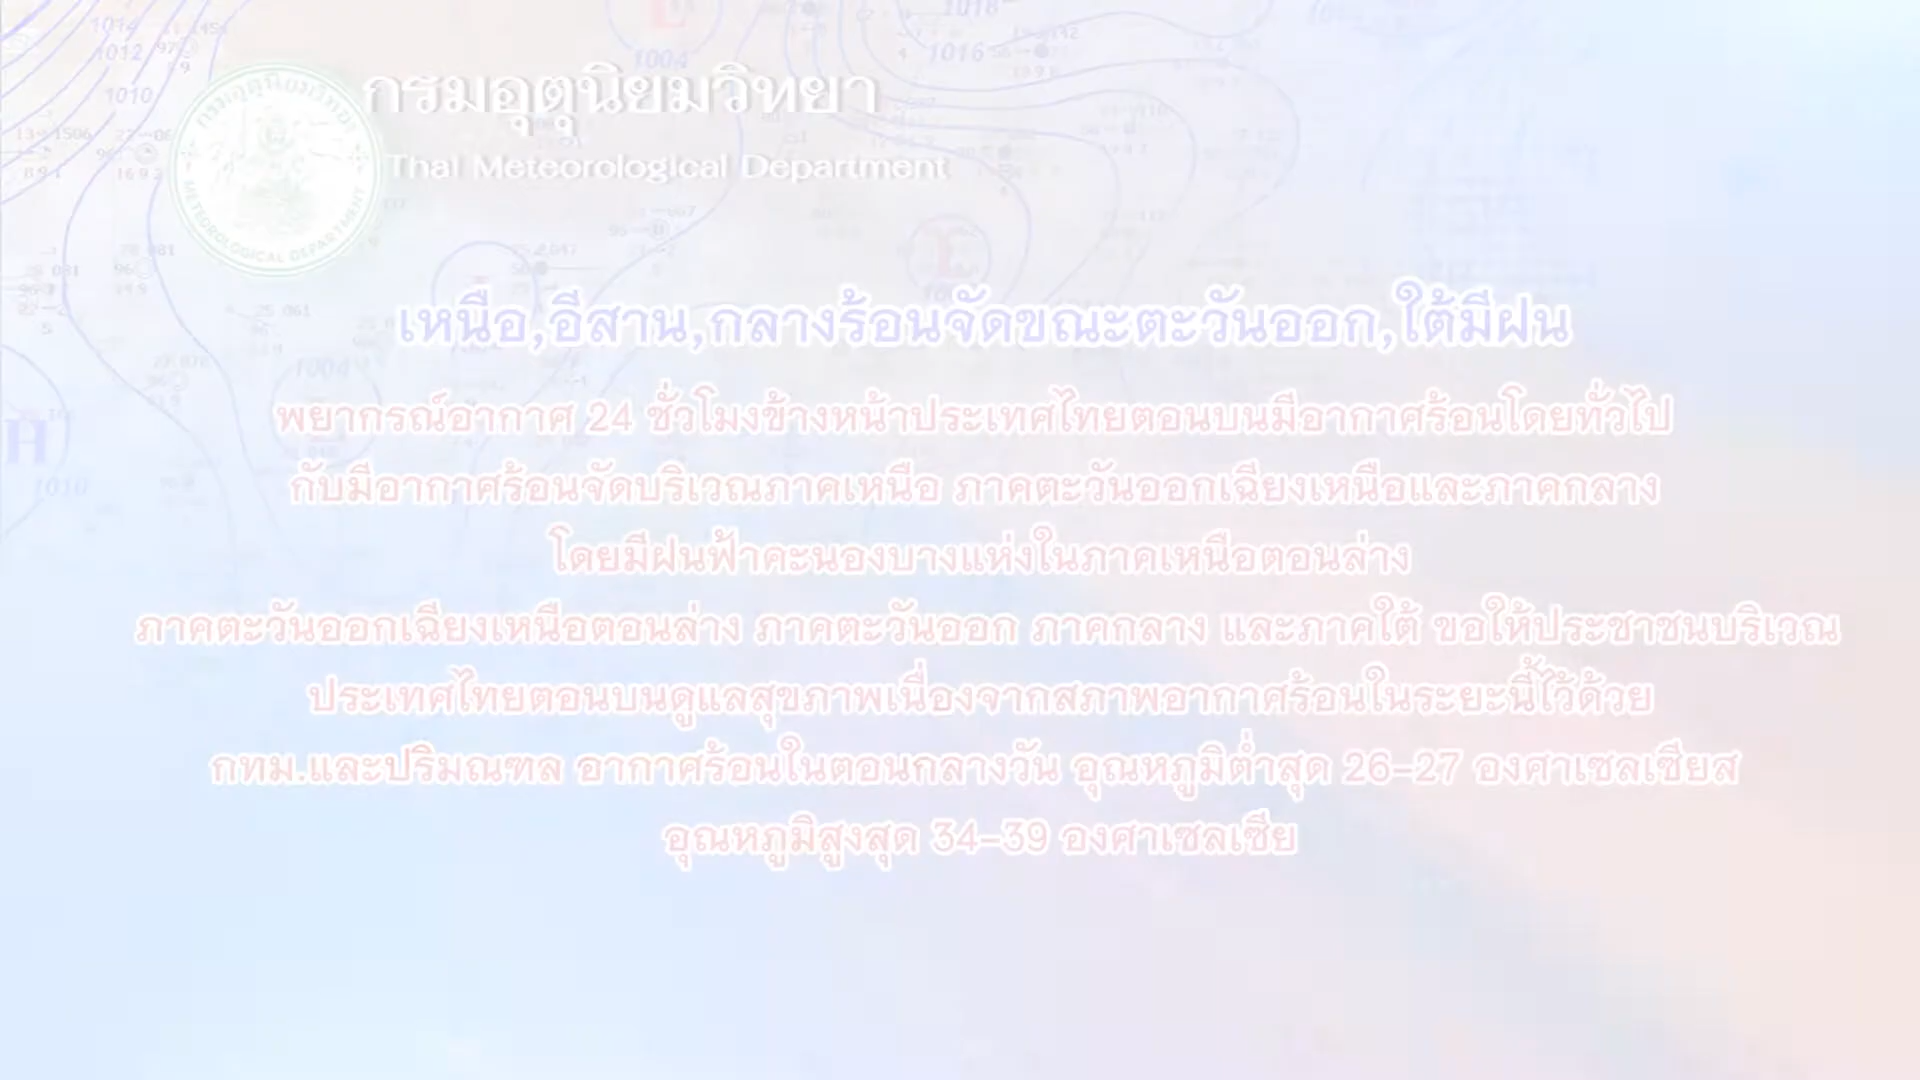 กรมอุตุนิยมวิทยา
Thai Meteorological Department
กรมอุตุนิยมวิทยา
METEOROLOGICAL DEPARTMENT
เหนือ,อีสาน,กลางร้อนจัดขณะตะวันออก,ใต้มีฝน
พยากรณ์อากาศ 24 ชั่วโมงข้างหน้าประเทศไทยตอนบนมีอากาศร้อนโดยทั่วไป
กับมีอากาศร้อนจัดบริเวณภาคเหนือ ภาคตะวันออกเฉียงเหนือและภาคกลาง
โดยมีฝนฟ้าคะนองบางแห่งในภาคเหนือตอนล่าง
ภาคตะวันออกเฉียงเหนือตอนล่าง ภาคตะวันออก ภาคกลาง และภาคใต้ ขอให้ประชาชนบริเวณ
ประเทศไทยตอนบนดูแลสุขภาพเนื่องจากสภาพอากาศร้อนในระยะนี้ไว้ด้วย
กทม.และปริมณฑล อากาศร้อนในตอนกลางวัน อุณหภูมิต่ำสุด 26-27 องศาเซลเซียส
อุณหภูมิสูงสุด 34-39 องศาเซลเซีย